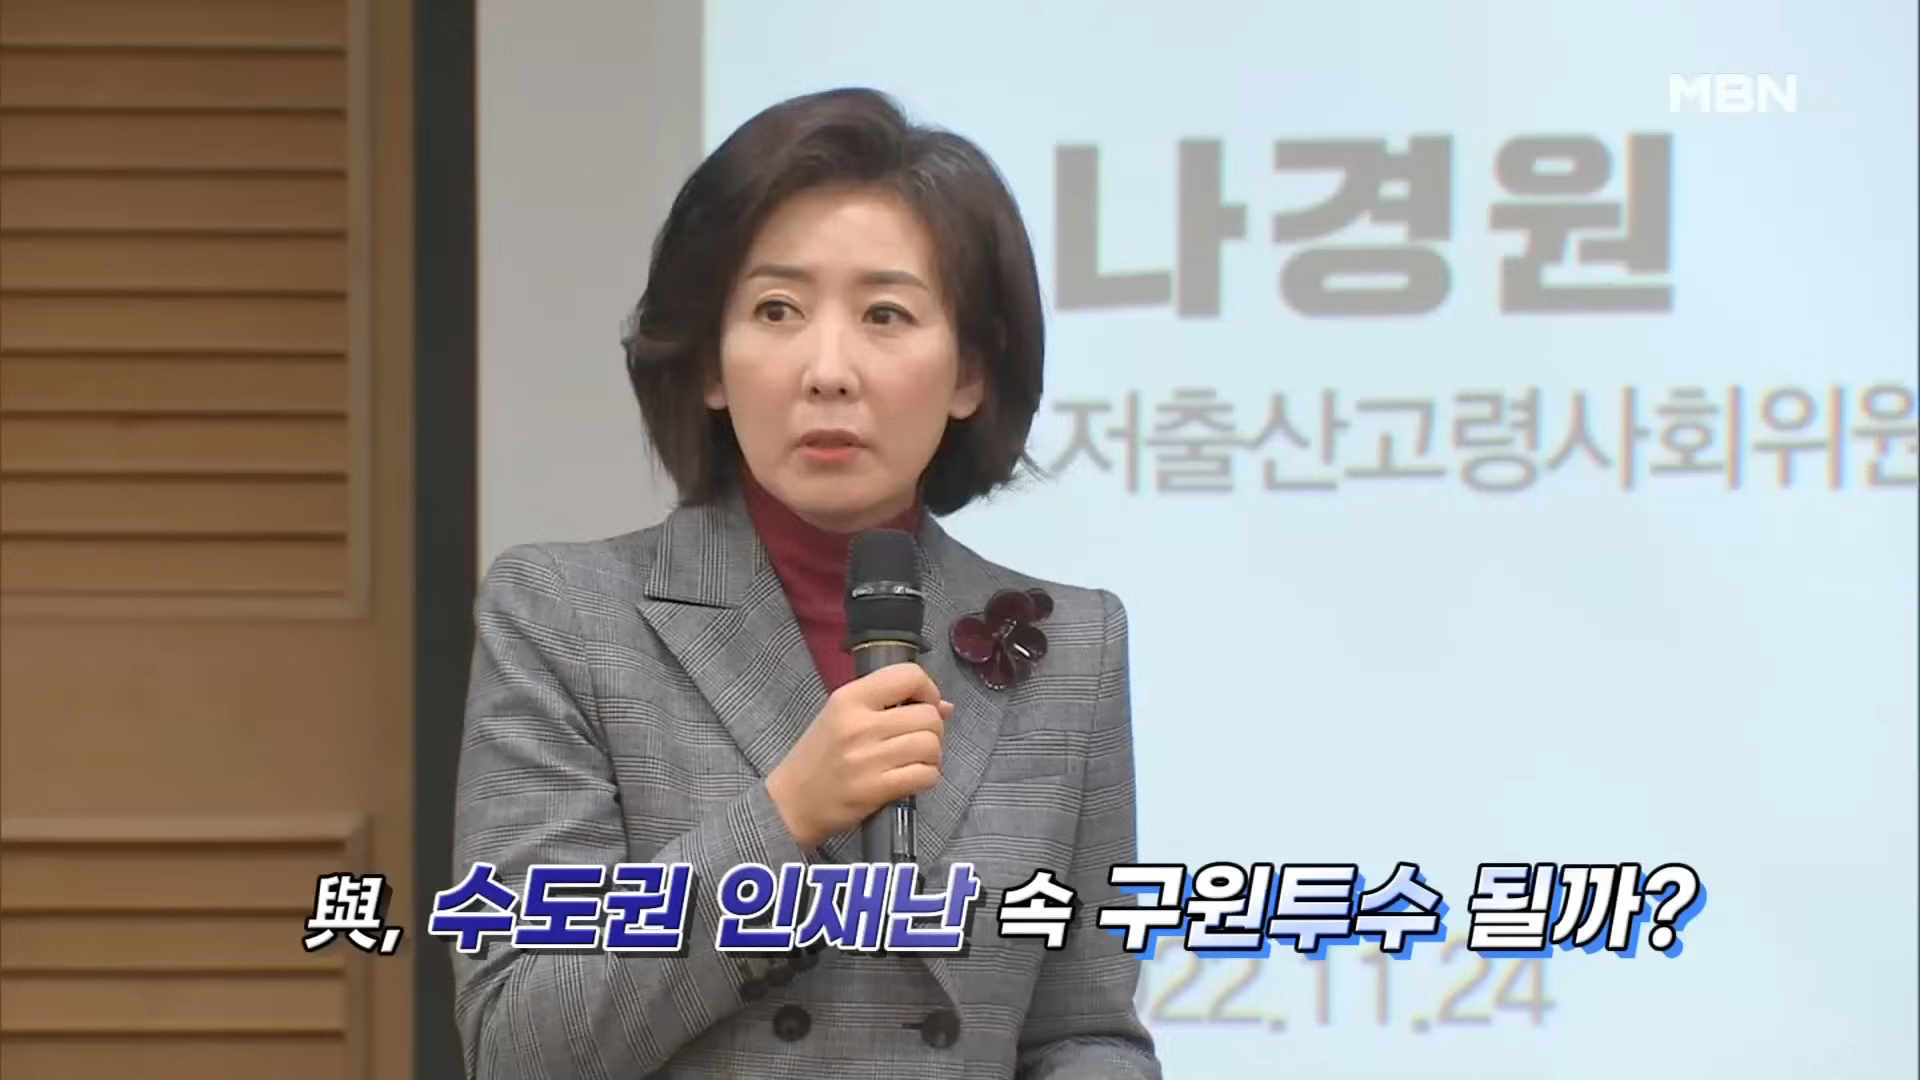 MBN
나경원
저출산고령사회위원
與, 수도권 인재난 속 구원투수 될까?
22.11.24